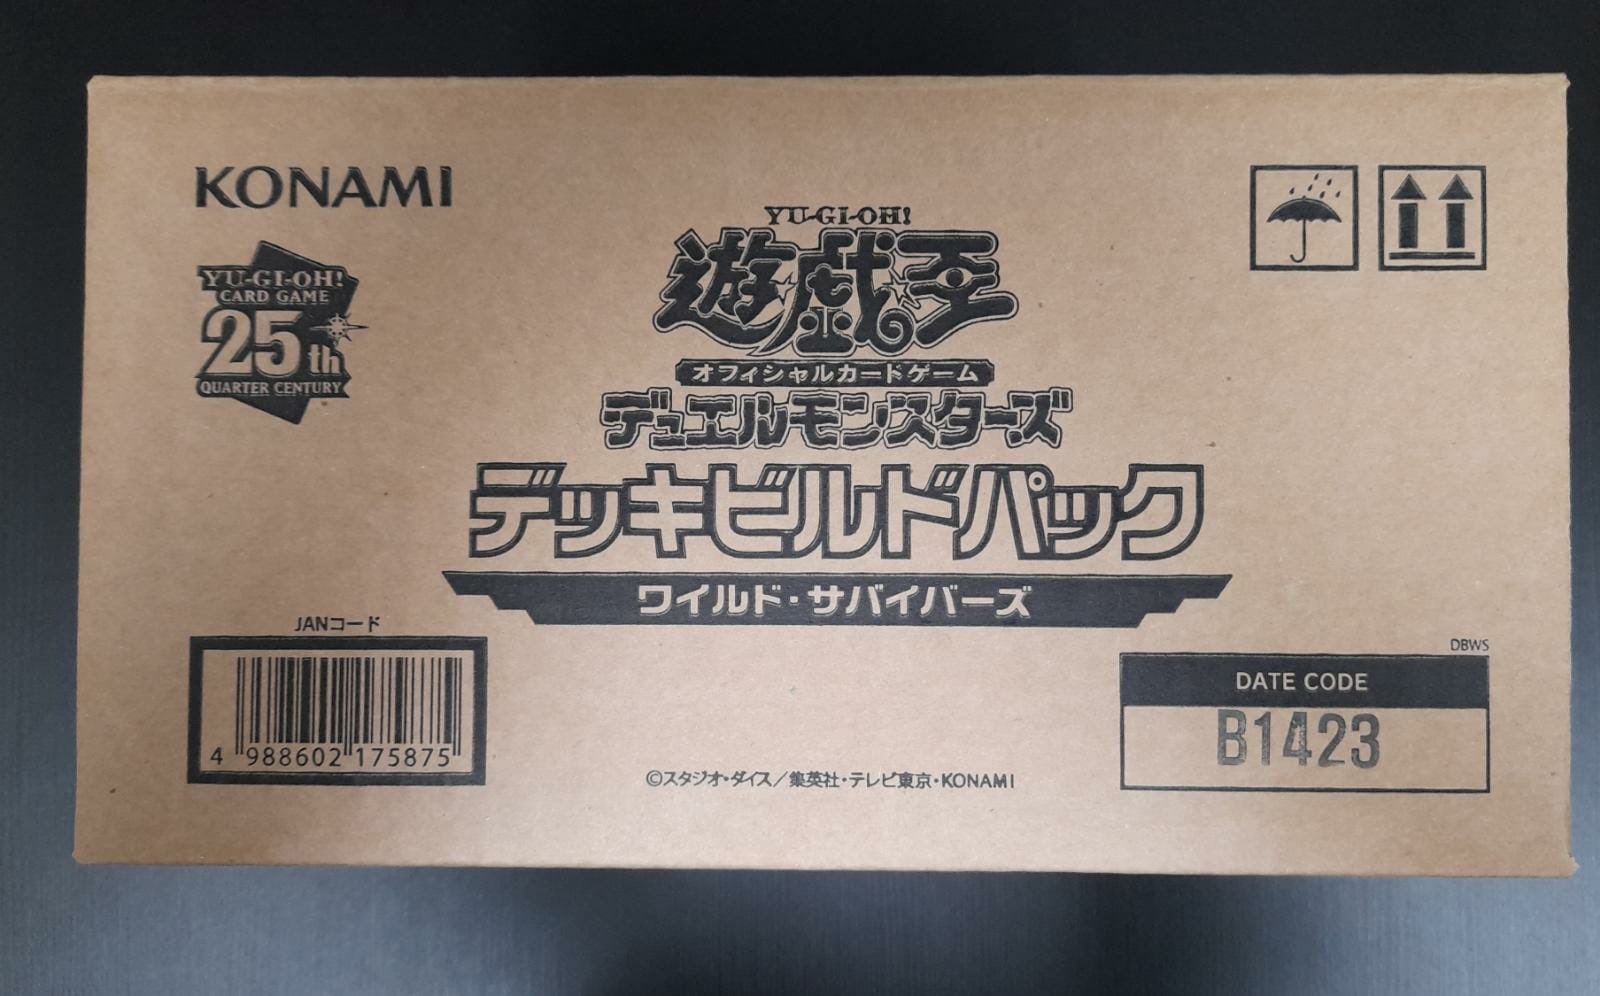 KONAMI
YU-GI-OH!
CARD GAME
25th
QUARTER CENTURY
YU-GI-OH!
遊戯王
オフィシャルカードゲーム
デュエルモンスターズ
デッキビルドパック
ワイルド・サバイバーズ
JANコード
4 988602 175875
DBWS
DATE CODE
B1423
©スタジオ・ダイス/集英社・テレビ東京・KONAMI